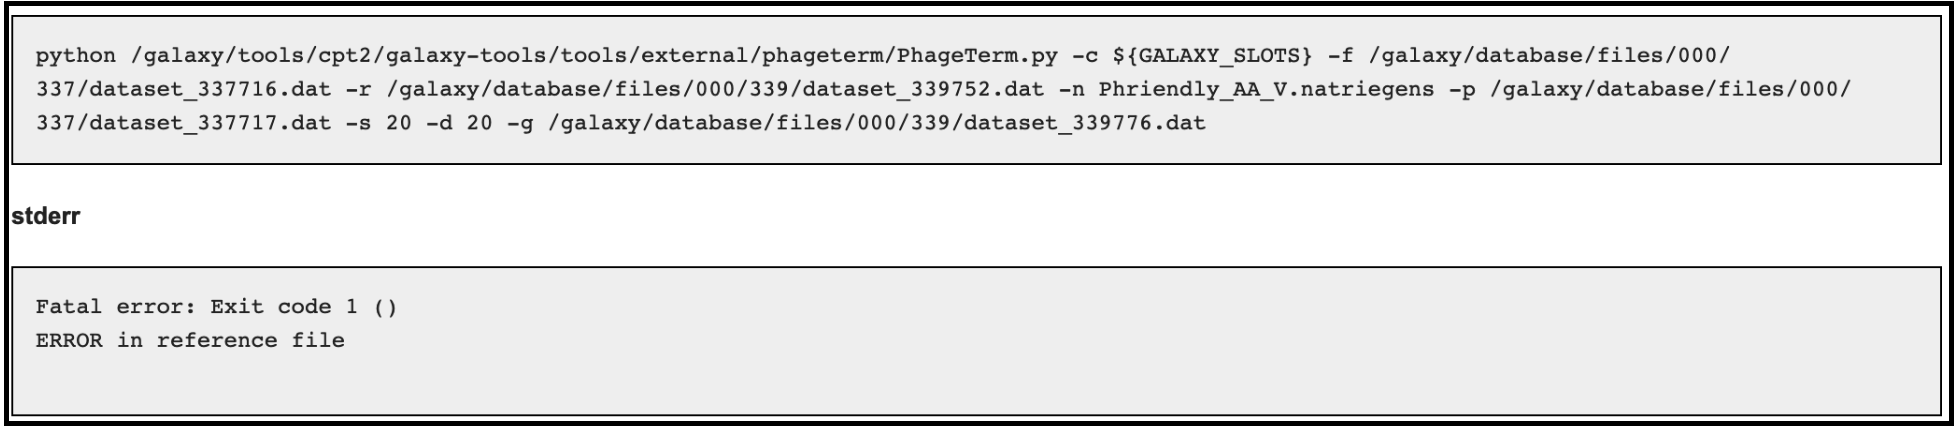 python /galaxy/tools/cpt2/galaxy-tools/tools/external/phageterm/PhageTerm.py -c ${GALAXY_SLOTS} -f /galaxy/database/files/000/
337/dataset_337716.dat -r /galaxy/database/files/000/339/dataset_339752.dat -n Phriendly_AA_V.natriegens -p /galaxy/database/files/000/
337/dataset_337717.dat -s 20 -d 20 -g /galaxy/database/files/000/339/dataset_339776.dat
stderr
Fatal error: Exit code 1 ()
ERROR in reference file